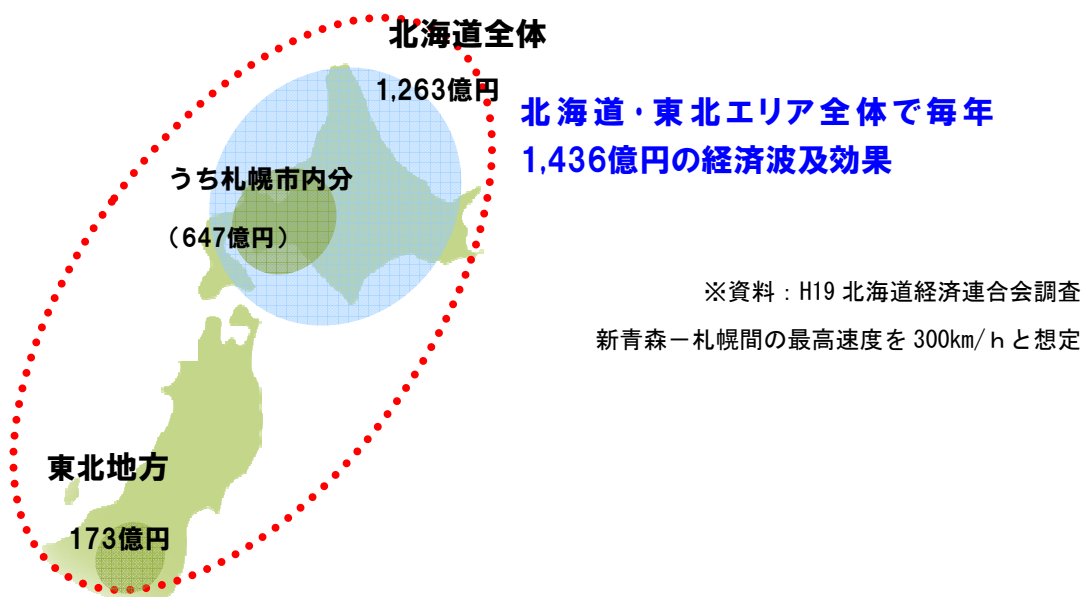 北海道全体
1,263億円
北海道・東北エリア全体で毎年
1,436億円の経済波及効果
うち札幌市内分
（647億円）
※資料：H19 北海道経済連合会調査
新青森－札幌間の最高速度を 300km/ｈと想定
東北地方
173億円